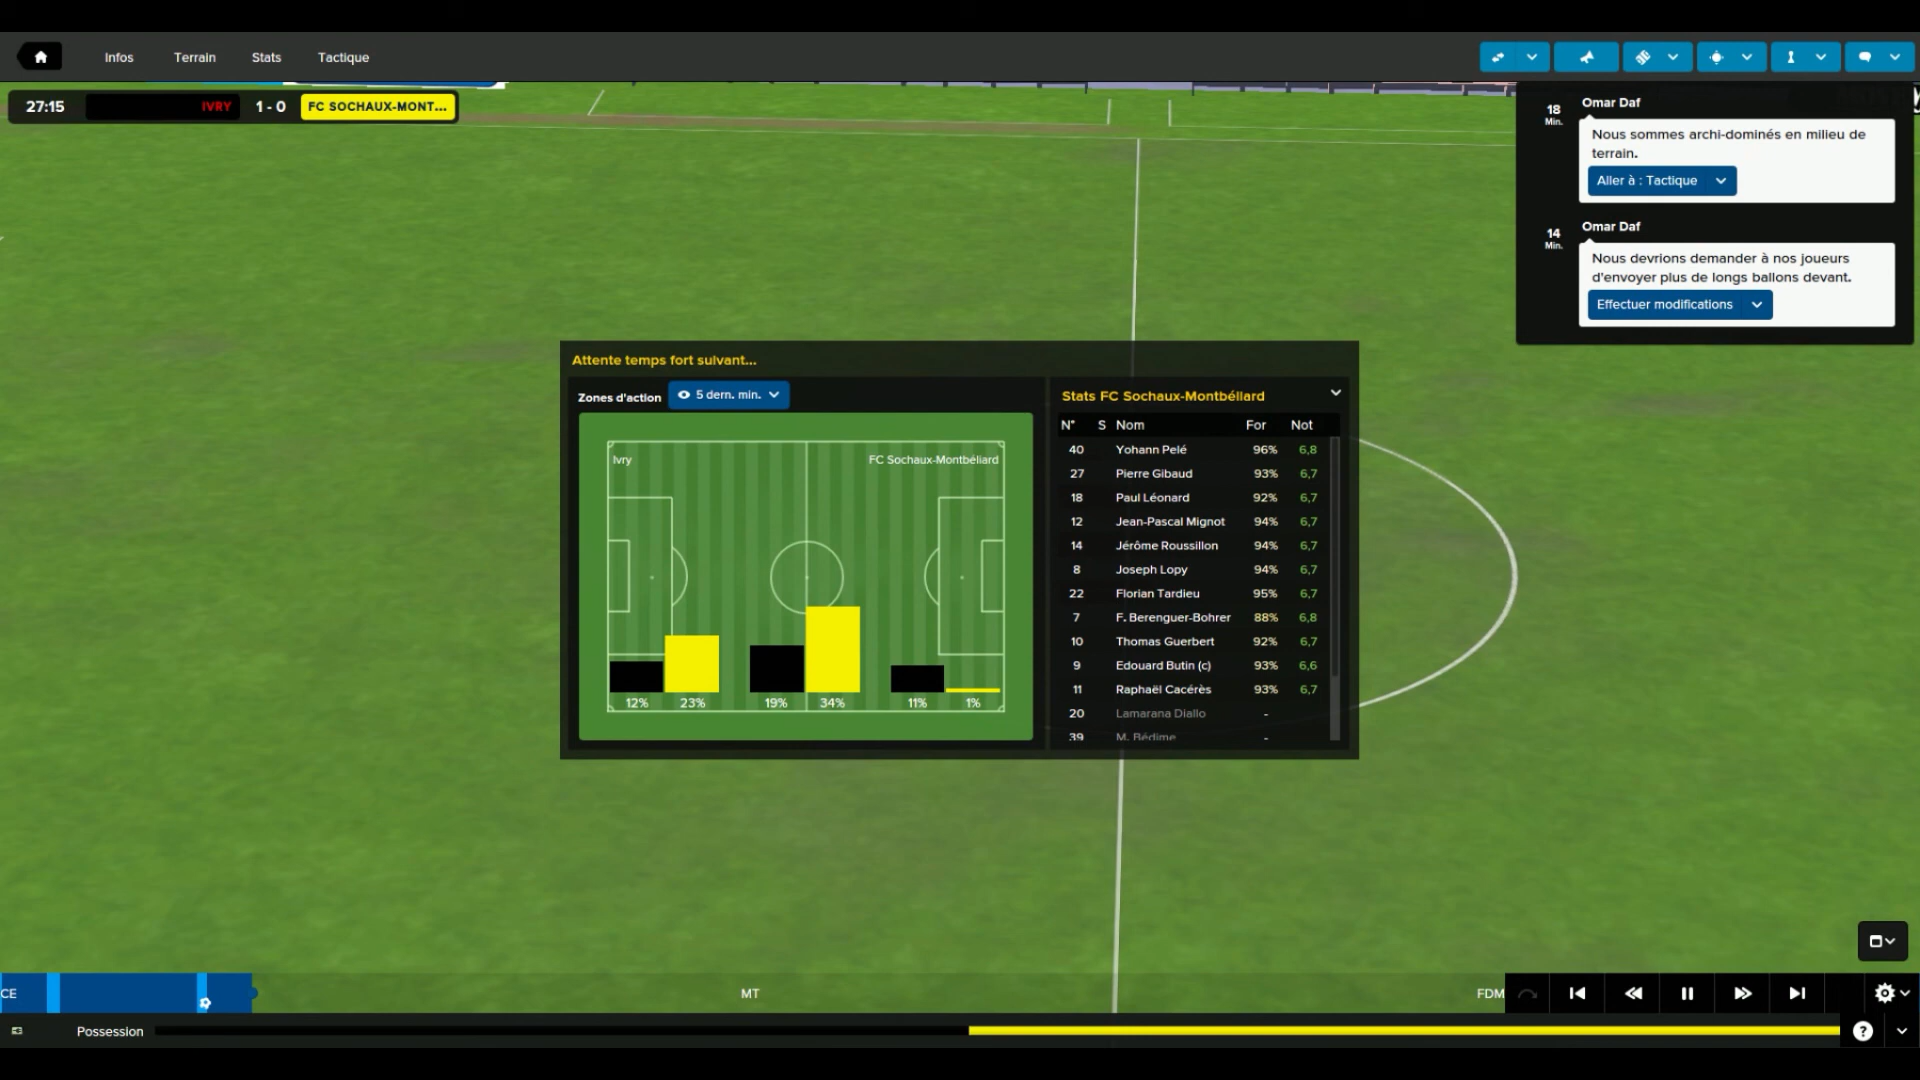 Infos Terrain Stats Tactique
27:15 IVRY 1 - 0 FC SOCHAUX-MONT...
18 Min. Omar Daf
Nous sommes archi-dominés en milieu de
terrain.
Aller à : Tactique
14 Min. Omar Daf
Nous devrions demander à nos joueurs
d'envoyer plus de longs ballons devant.
Effectuer modifications
Attente temps fort suivant...
Zones d'action 5 dern. min.
Ivry FC Sochaux-Montbéliard
12% 23% 19% 34% 11% 1%
Stats FC Sochaux-Montbéliard
N° S Nom For Not
40 Yohann Pelé 96% 6,8
27 Pierre Gibaud 93% 6,7
18 Paul Léonard 92% 6,7
12 Jean-Pascal Mignot 94% 6,7
14 Jérôme Roussillon 94% 6,7
8 Joseph Lopy 94% 6,7
22 Florian Tardieu 95% 6,7
7 F. Berenguer-Bohrer 88% 6,8
10 Thomas Guerbert 92% 6,7
9 Edouard Butin (c) 93% 6,6
11 Raphaël Cacérès 93% 6,7
20 Lamarana Diallo -
39 M. Bédime -
CE MT FDM
Possession ?